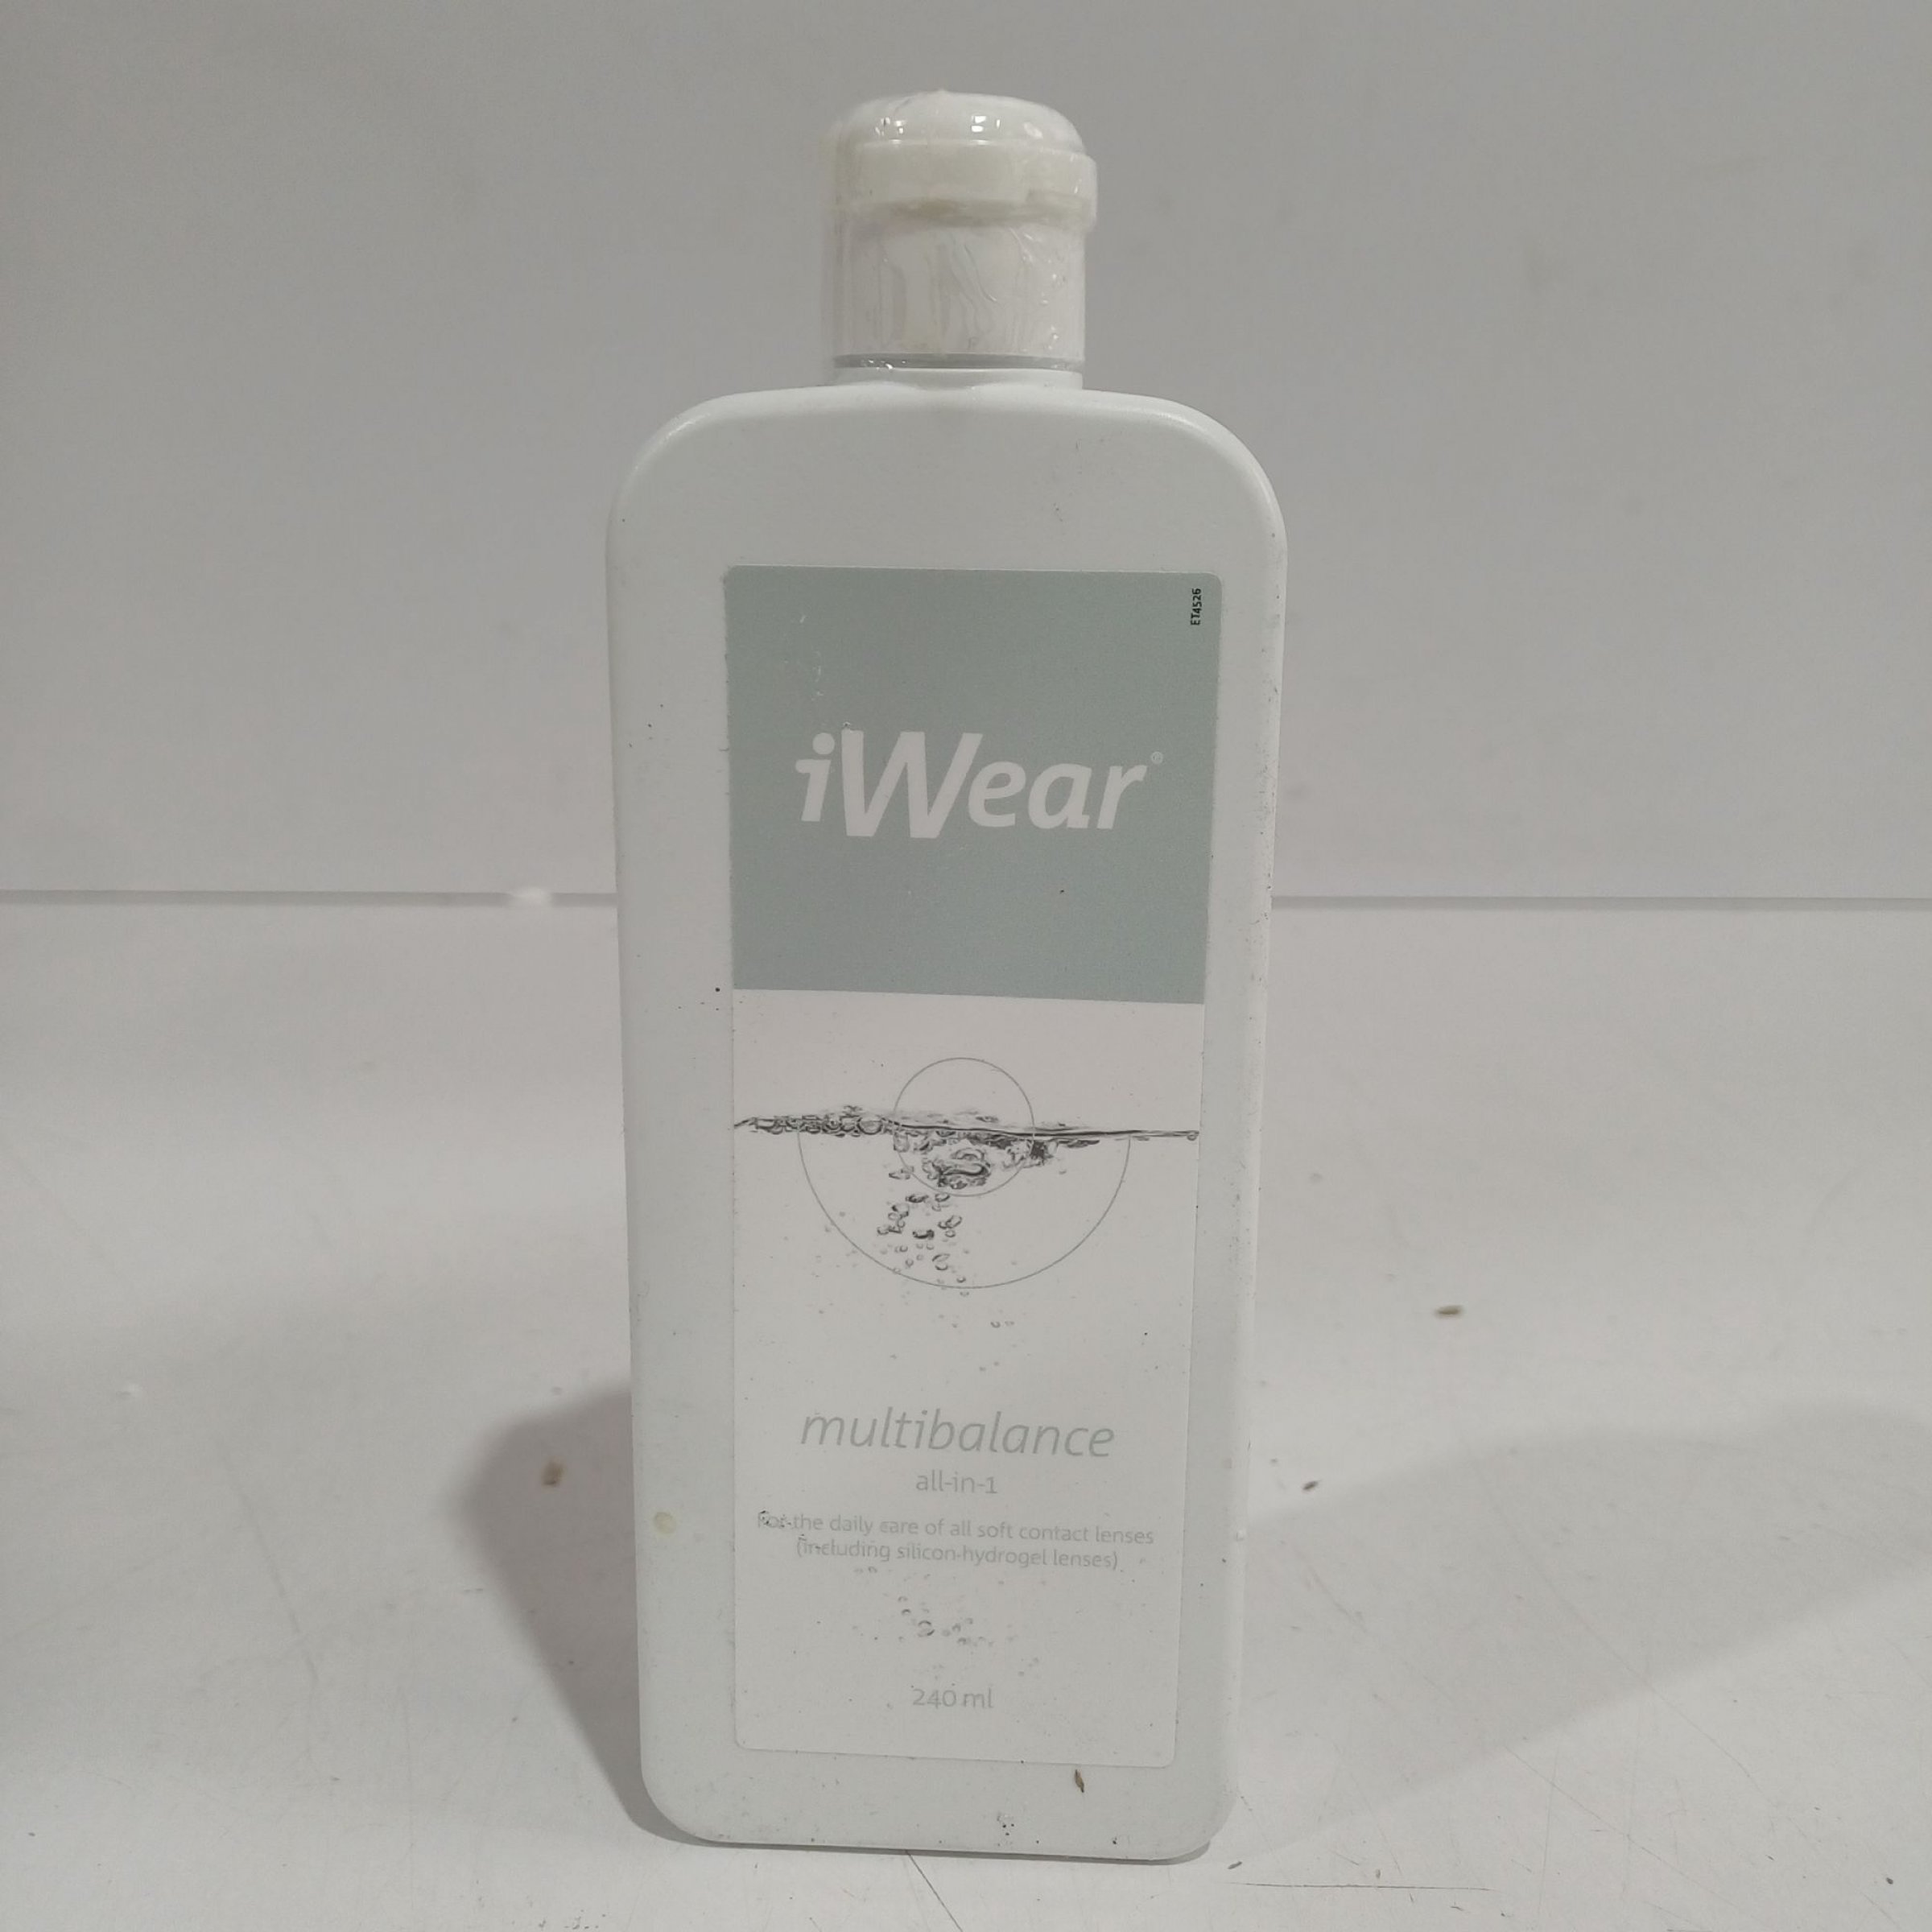 ET4526
iWear®
multibalance
all-in-1
For the daily care of all soft contact lenses
(including silicon-hydrogel lenses)
240 ml